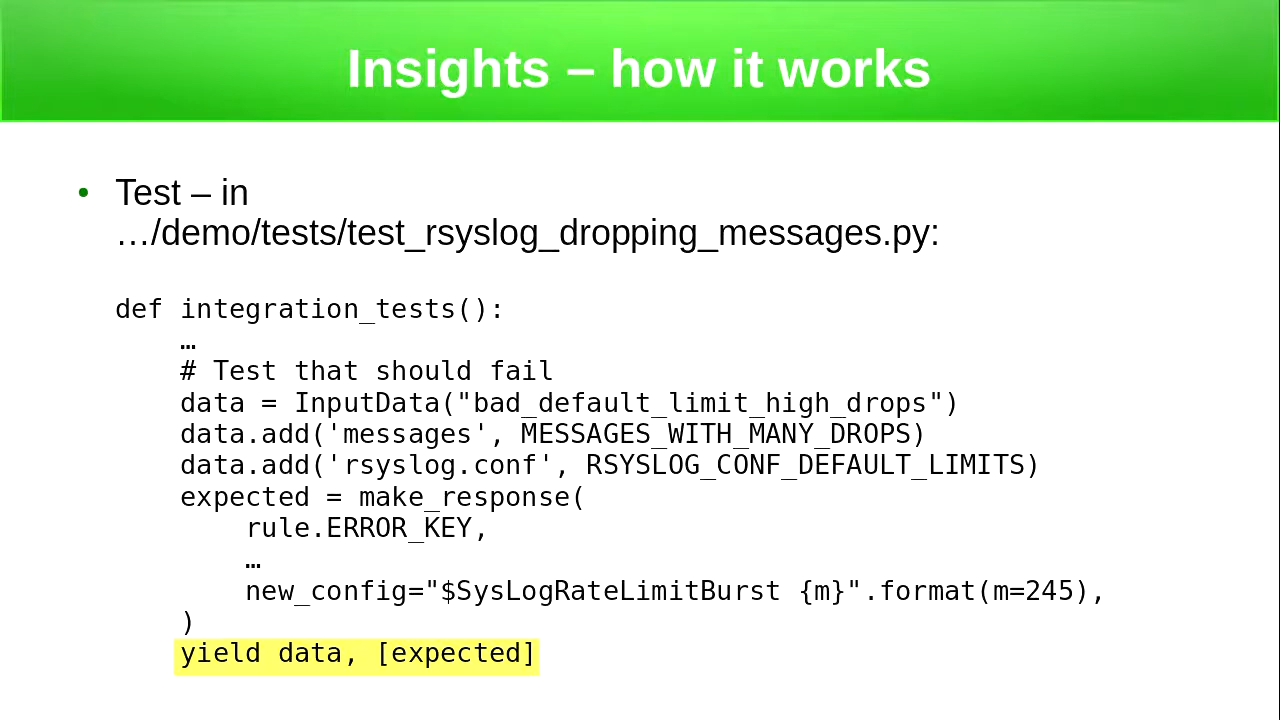 Insights – how it works
• Test – in
…/demo/tests/test_rsyslog_dropping_messages.py:
def integration_tests():
    …
    # Test that should fail
    data = InputData("bad_default_limit_high_drops")
    data.add('messages', MESSAGES_WITH_MANY_DROPS)
    data.add('rsyslog.conf', RSYSLOG_CONF_DEFAULT_LIMITS)
    expected = make_response(
        rule.ERROR_KEY,
        …
        new_config="$SysLogRateLimitBurst {m}".format(m=245),
    )
    yield data, [expected]